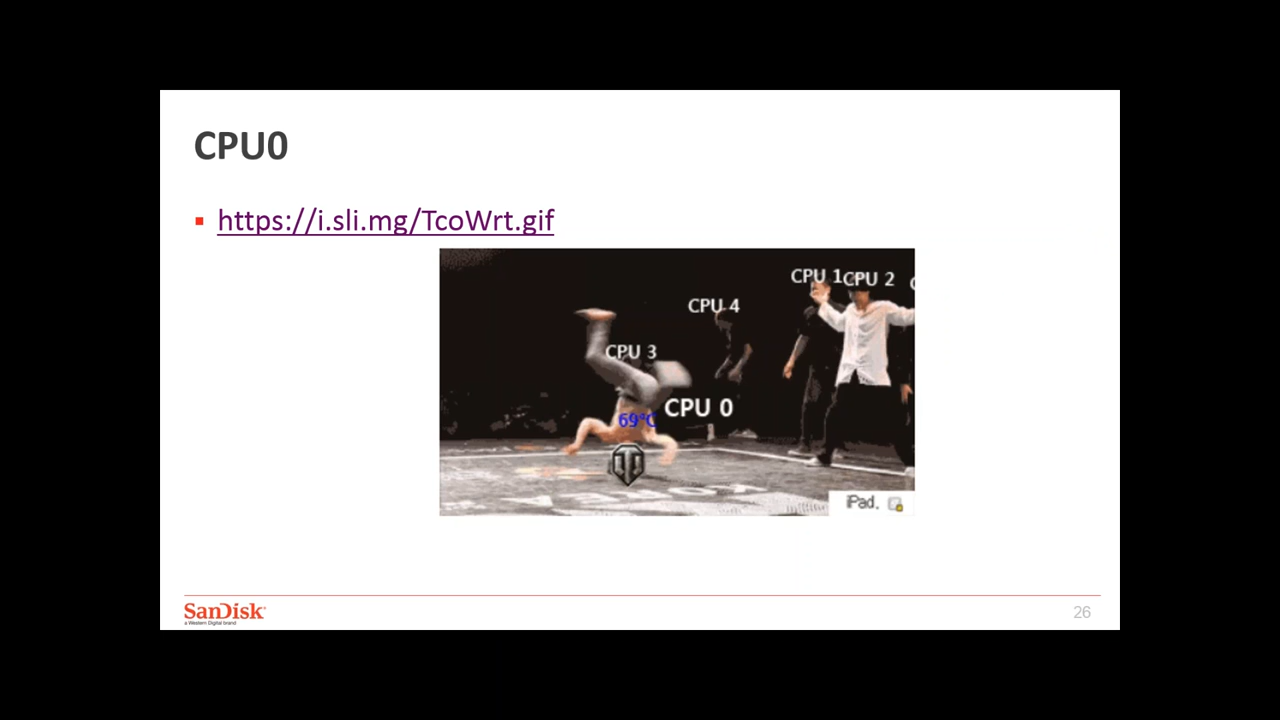 CPU0
https://i.sli.mg/TcoWrt.gif
CPU 1
CPU 2
CPU 4
CPU 3
CPU 0
69°C
iPad.
SanDisk
a Western Digital brand
26